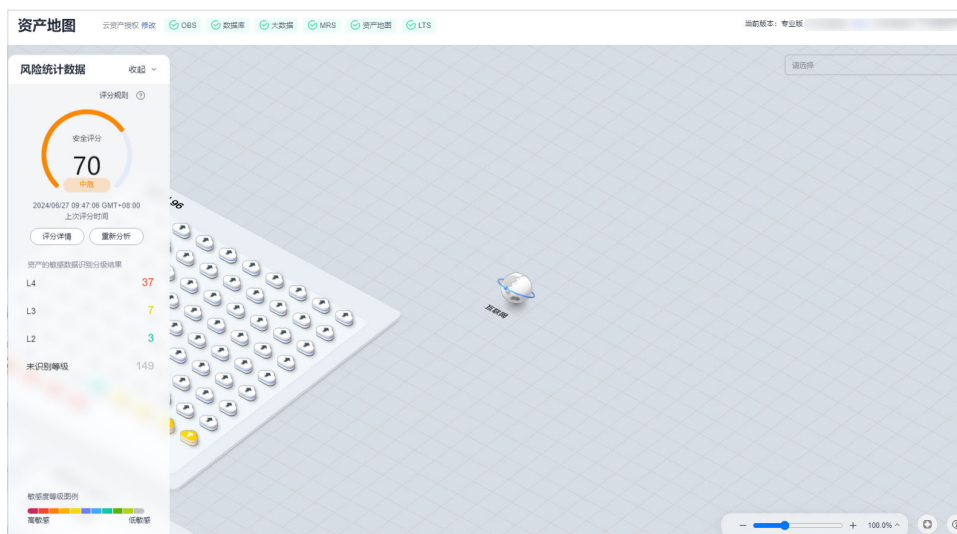 资产地图 云资产授权 修改 OBS 数据库 大数据 MRS 资产地图 LTS 当前版本：专业版
风险统计数据 收起
请选择
评分规则
安全评分
70
中危
2024/06/27 09:47:06 GMT+08:00
上次评分时间
评分详情 重新分析
资产的敏感数据识别分级结果
L4 37
L3 7
L2 3
未识别等级 149
互联网
敏感度等级图例
高敏感 低敏感
100.0%